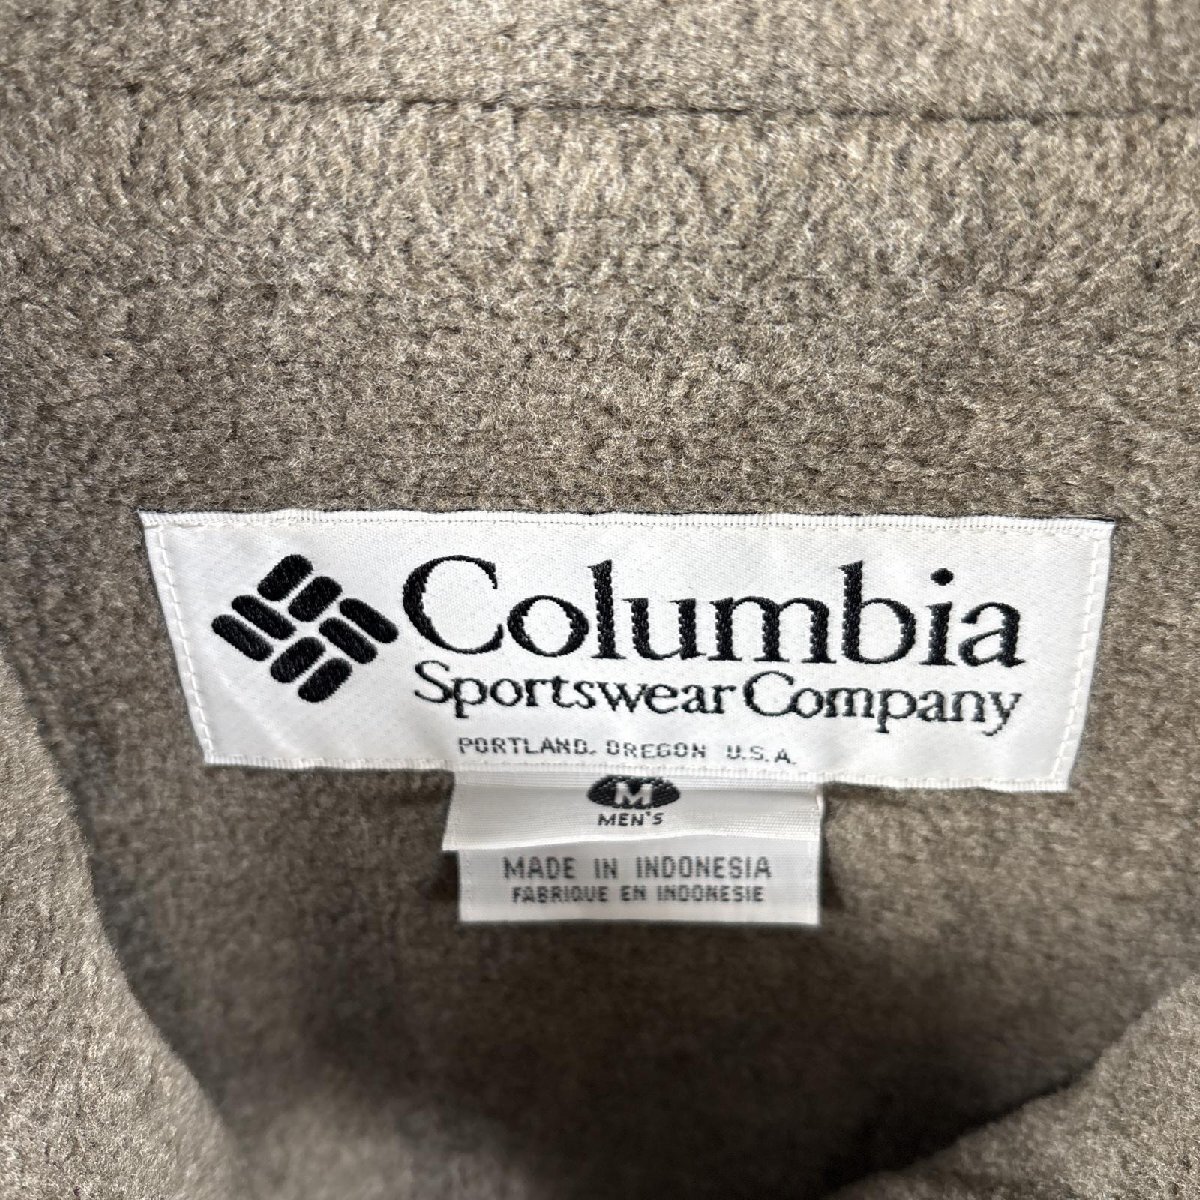 Columbia
Sportswear Company
PORTLAND, OREGON U.S.A.
M
MEN'S
MADE IN INDONESIA
FABRIQUE EN INDONESIE